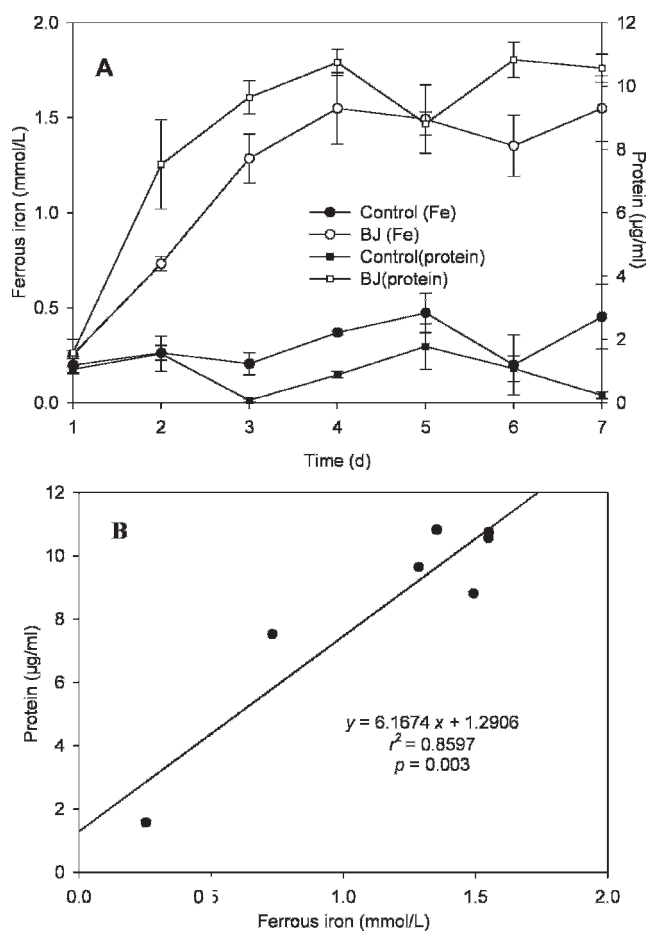 A
2.0
1.5
1.0
0.5
0.0
Ferrous iron (mmol/L)
12
10
8
6
4
2
0
Protein (µg/ml)
Control (Fe)
BJ (Fe)
Control(protein)
BJ(protein)
1 2 3 4 5 6 7
Time (d)
B
12
10
8
6
4
2
0
Protein (µg/ml)
y = 6.1674 x + 1.2906
r² = 0.8597
p = 0.003
0.0 0.5 1.0 1.5 2.0
Ferrous iron (mmol/L)